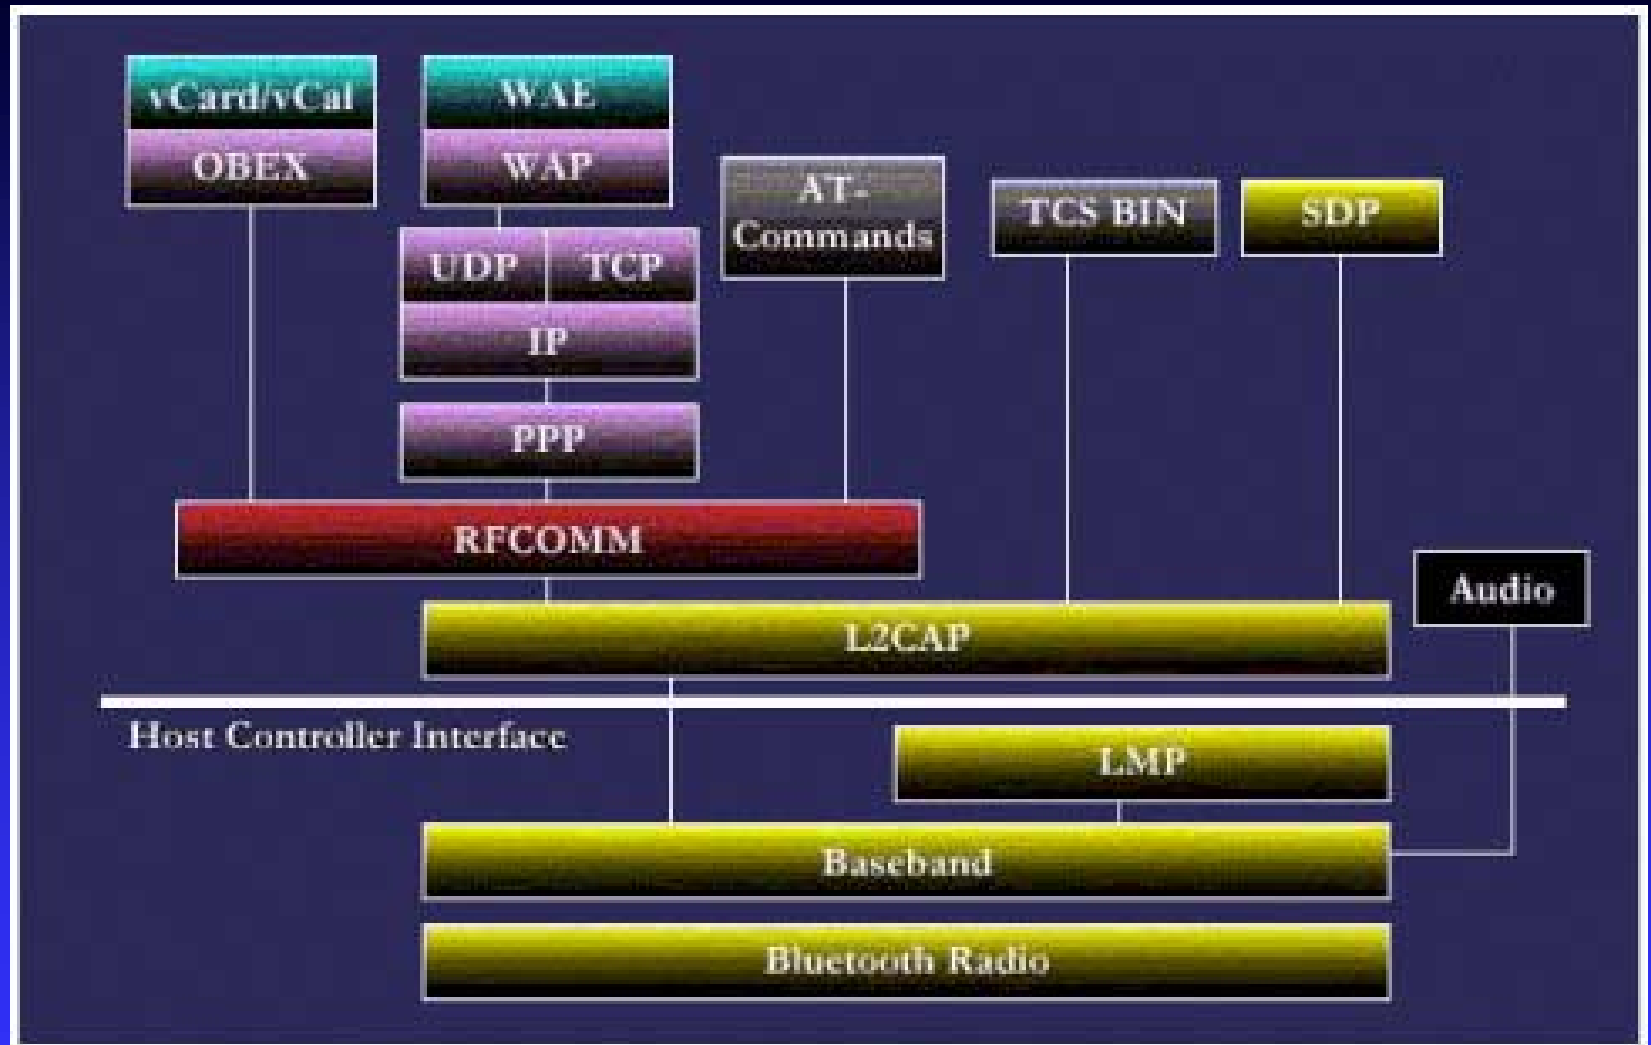 vCard/vCal
OBEX
WAE
WAP
UDP TCP
IP
PPP
AT-
Commands
TCS BIN
SDP
RFCOMM
Audio
L2CAP
Host Controller Interface
LMP
Baseband
Bluetooth Radio